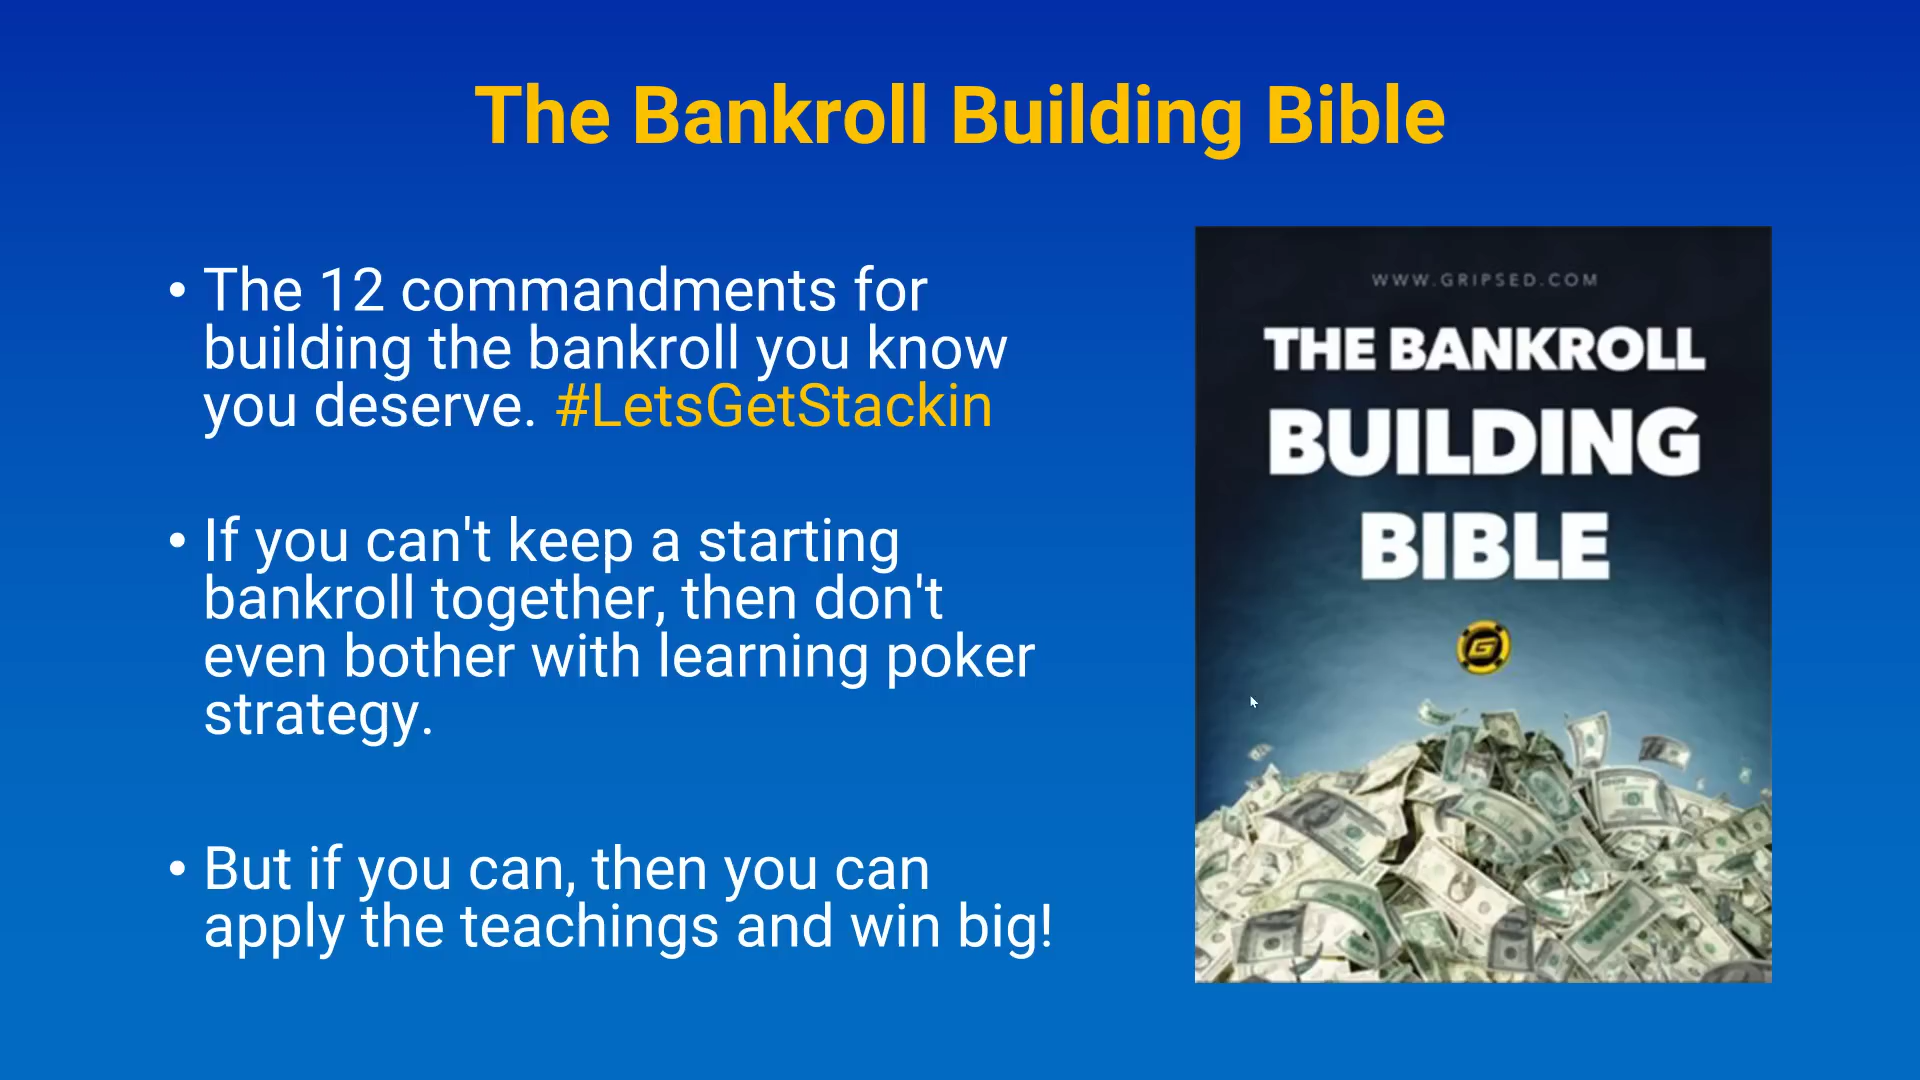 The Bankroll Building Bible
• The 12 commandments for
building the bankroll you know
you deserve. #LetsGetStackin
• If you can't keep a starting
bankroll together, then don't
even bother with learning poker
strategy.
• But if you can, then you can
apply the teachings and win big!
WWW.GRIPSED.COM
THE BANKROLL
BUILDING
BIBLE
G